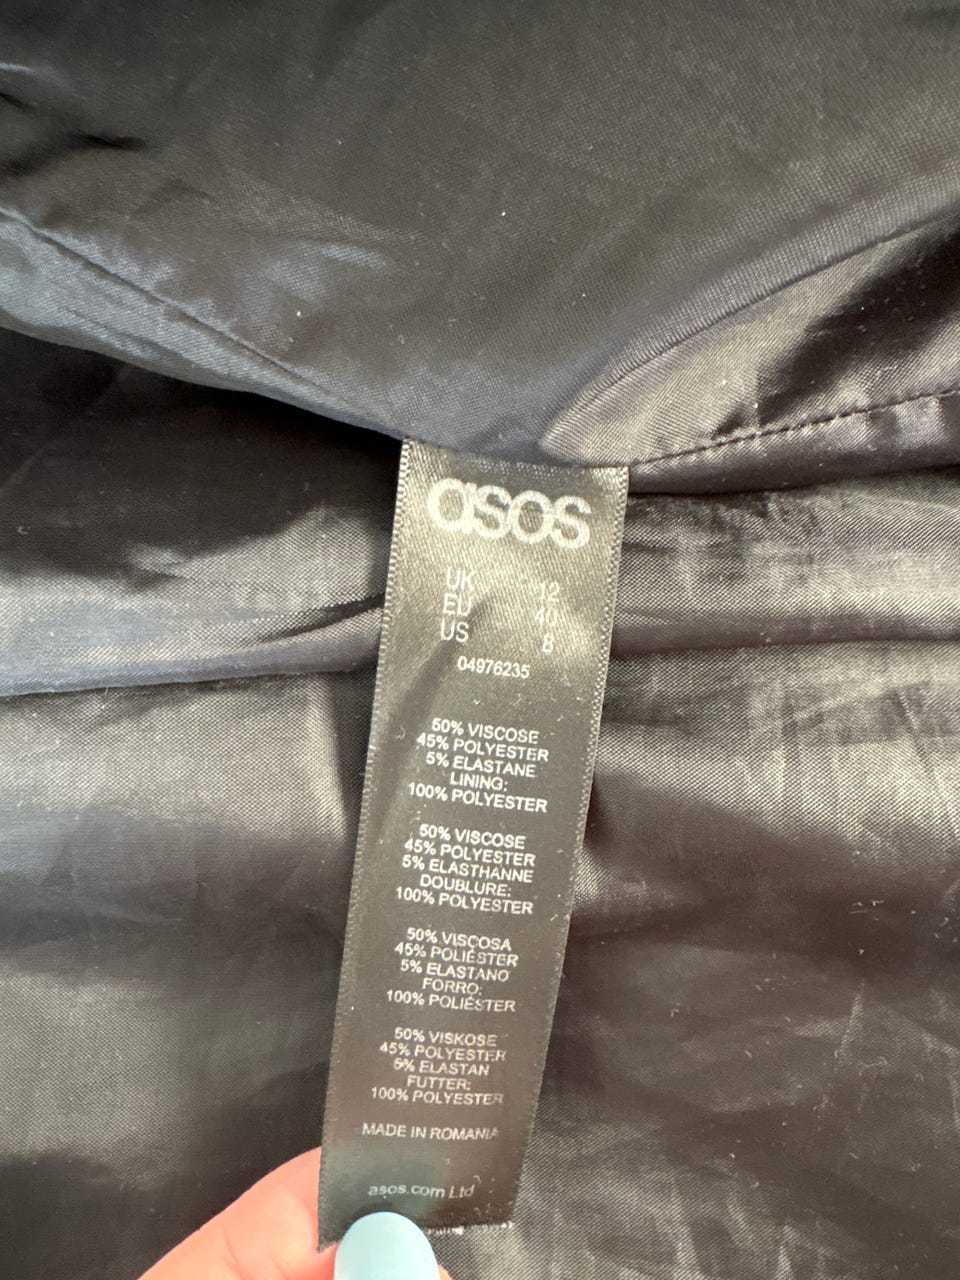 asos
UK 12
EU 40
US 8
04976235
50% VISCOSE
45% POLYESTER
5% ELASTANE
LINING:
100% POLYESTER
50% VISCOSE
45% POLYESTER
5% ELASTHANNE
DOUBLURE:
100% POLYESTER
50% VISCOSA
45% POLIÉSTER
5% ELASTANO
FORRO:
100% POLIÉSTER
50% VISKOSE
45% POLYESTER
5% ELASTAN
FUTTER:
100% POLYESTER
MADE IN ROMANIA
asos.com Ltd